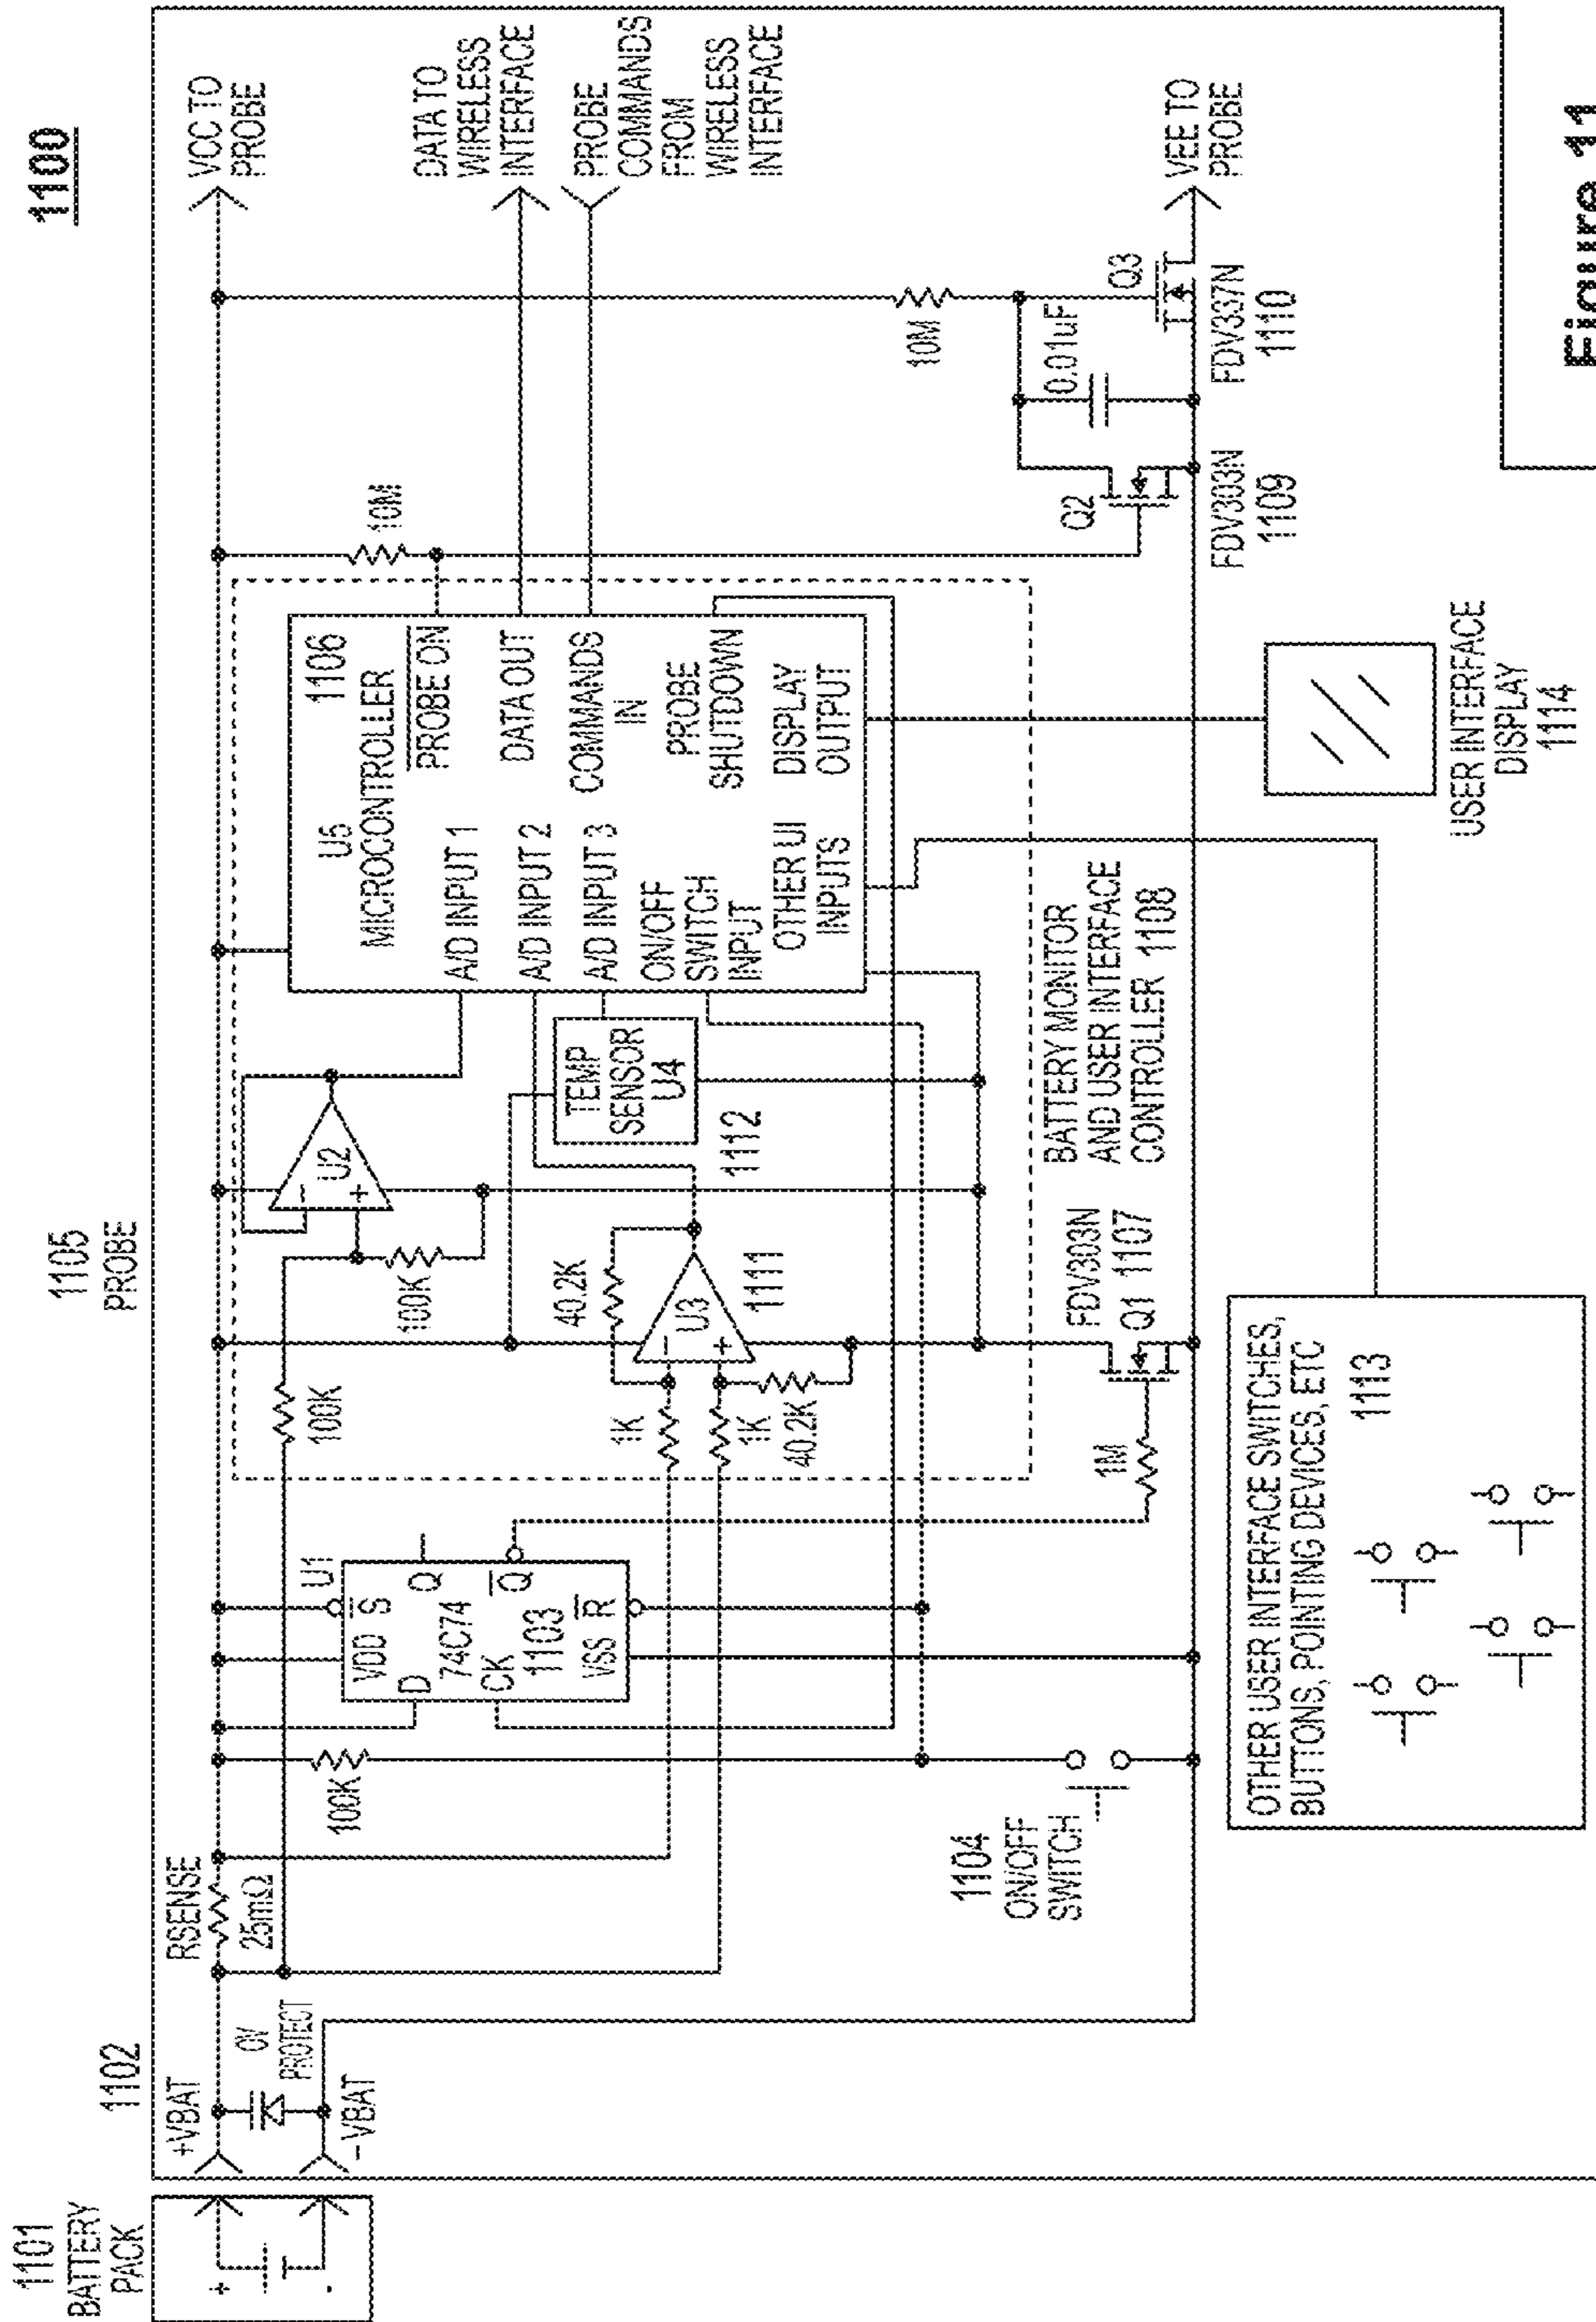 1100
1101
BATTERY
PACK
+
-
1102
+VBAT
OV
PROTECT
-VBAT
RSENSE
25mΩ
1105
PROBE
VCC TO
PROBE
DATA TO
WIRELESS
INTERFACE
PROBE
COMMANDS
FROM
WIRELESS
INTERFACE
VEE TO
PROBE
100K
1104
ON/OFF
SWITCH
U1
VDD S
D
Q
74C74
CK
Q
1103
VSS R
100K
100K
U2
-
+
1K
1K
40.2K
40.2K
U3
-
+
1111
TEMP
SENSOR
U4
1112
U5
1106
MICROCONTROLLER
PROBE ON
A/D INPUT 1
DATA OUT
A/D INPUT 2
COMMANDS
IN
A/D INPUT 3
ON/OFF
SWITCH
INPUT
PROBE
SHUTDOWN
OTHER UI
INPUTS
DISPLAY
OUTPUT
10M
10M
Q2
0.01uF
Q3
FDV303N
1109
FDV337N
1110
1M
FDV303N
Q1 1107
BATTERY MONITOR
AND USER INTERFACE
CONTROLLER 1108
OTHER USER INTERFACE SWITCHES,
BUTTONS, POINTING DEVICES, ETC
1113
USER INTERFACE
DISPLAY
1114
Figure 11